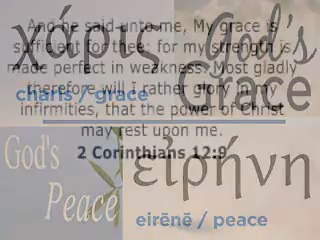 And he said unto me, My grace is
sufficient for thee: for my strength is
made perfect in weakness. Most gladly
therefore will I rather glory in my
infirmities, that the power of Christ
may rest upon me.
2 Corinthians 12:9
χάρις
charis / grace
God's
Grace
God's
Peace
εἰρήνη
eirēnē / peace